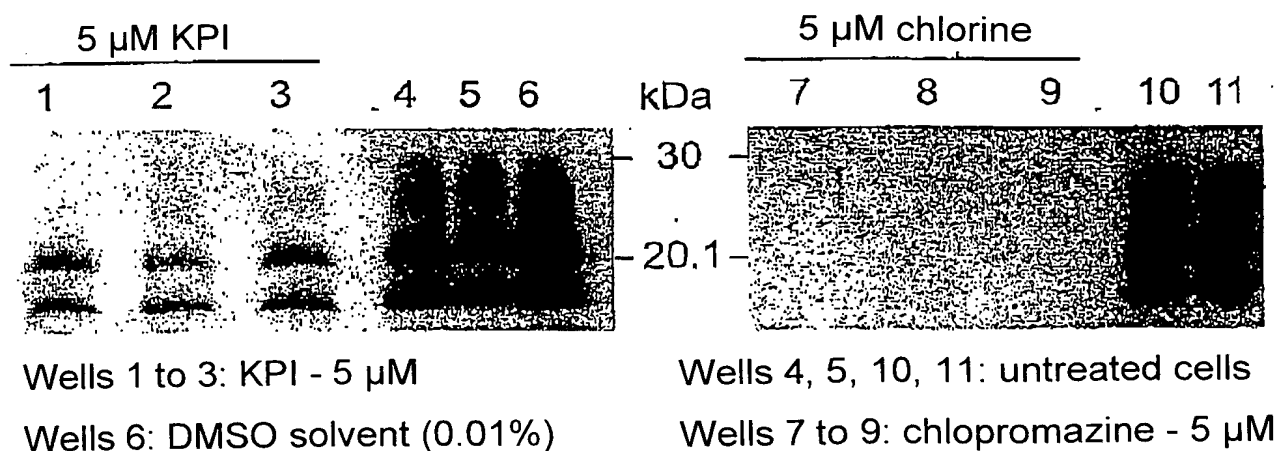 5 µM KPI
5 µM chlorine
1 2 3 4 5 6 kDa 7 8 9 10 11
30
20.1
Wells 1 to 3: KPI - 5 µM
Wells 4, 5, 10, 11: untreated cells
Wells 6: DMSO solvent (0.01%)
Wells 7 to 9: chlopromazine - 5 µM